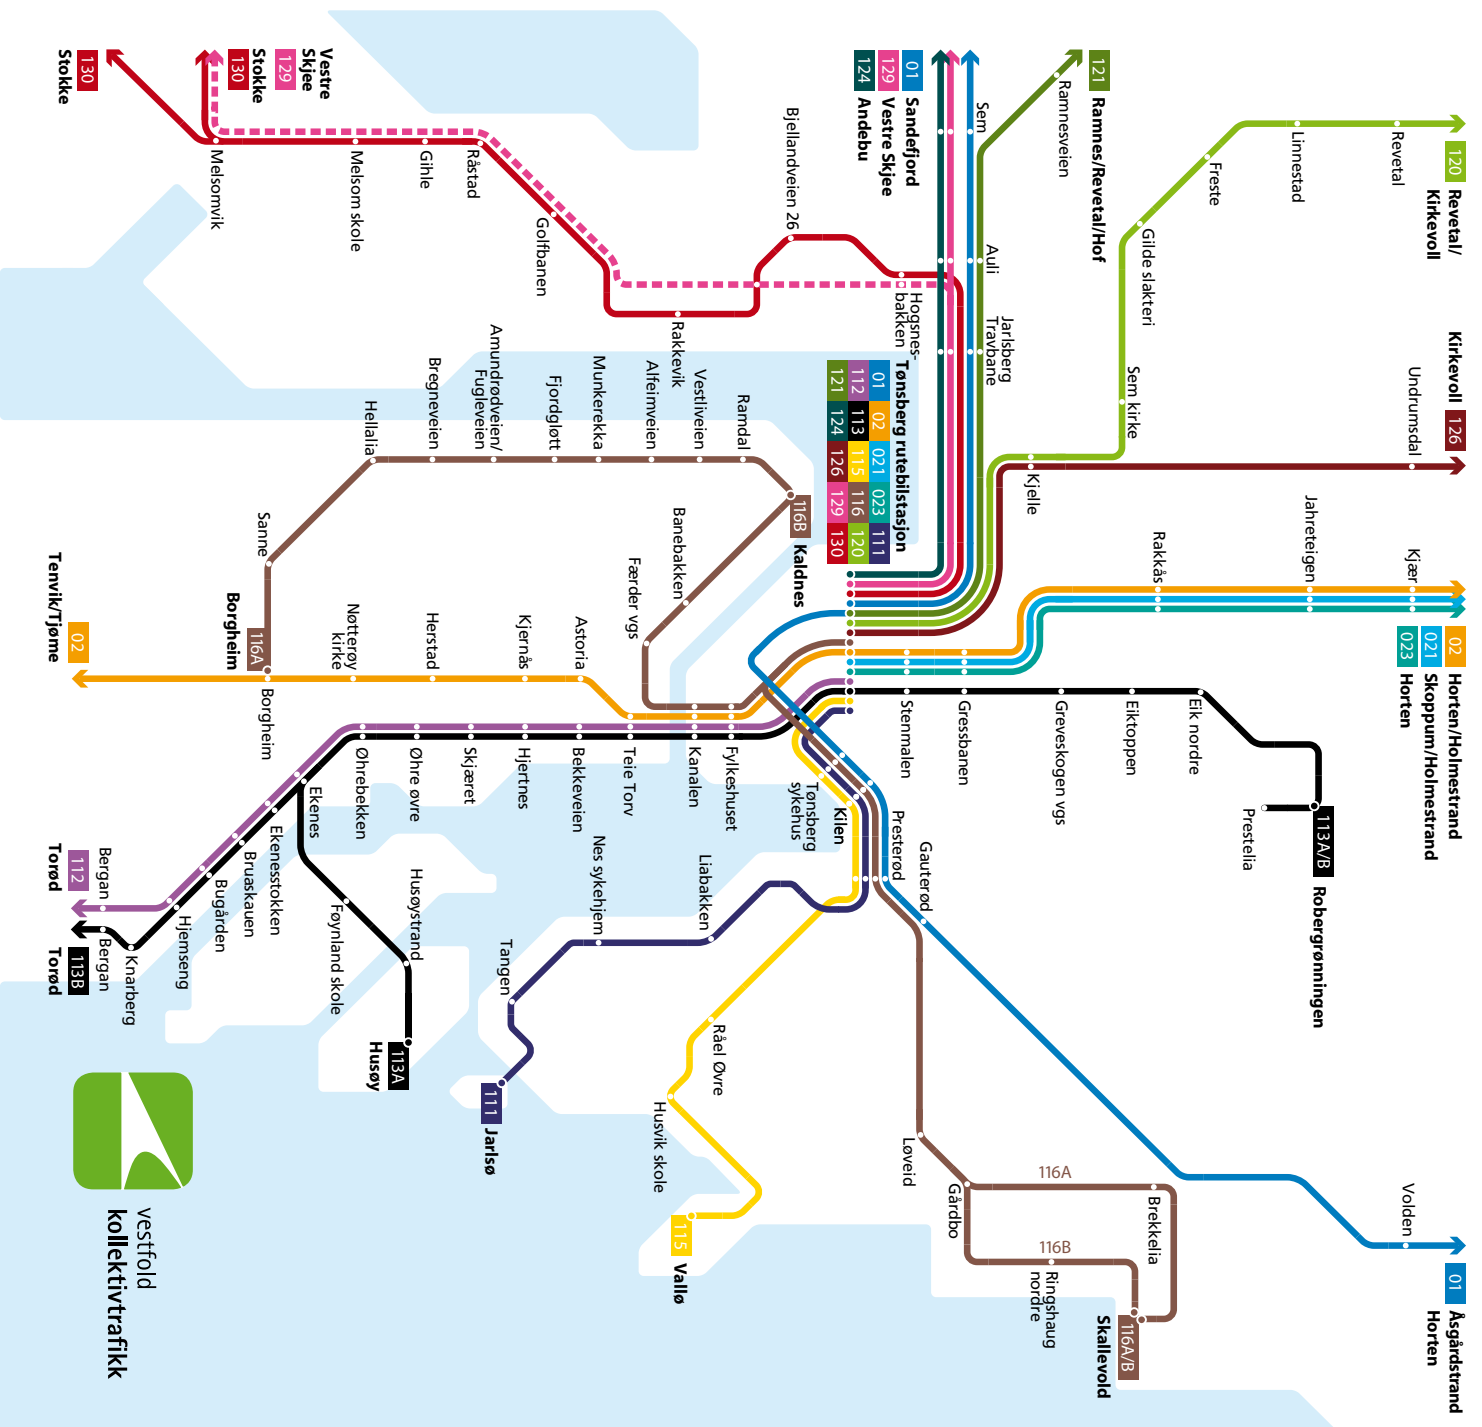 120 Revetal/
Kirkevoll
Revetal
Linnestad
Freste
Gilde slakteri
Sem kirke
Kirkevoll 126
Undrumsdal
Kjelle
121 Ramnes/Revetal/Hof
Ramnesveien
01 Sandefjord
129 Vestre Skjee
124 Andebu
Sem
Auli
Jarlsberg
Travbane
Hogsnes-
bakken
Bjellandveien 26
Rakkevik
Golfbanen
Råstad
Gihle
Melsom skole
Melsomvik
Vestre
Skjee
129
Stokke
130
130
Stokke
Tønsberg rutebilstasjon
01 02 021 023 111
112 113 115 116 120
121 124 126 129 130
116B Kaldnes
Ramdal
Vestliveien
Alfeimveien
Munkerekka
Fjordgløtt
Amundrødveien/
Fugleveien
Bregneveien
Hellalia
Sanne
Borgheim 116A
Borgheim
Banebakken
Færder vgs
Astoria
Kjernås
Herstad
Nøtterøy
kirke
Tenvik/Tjøme 02
Kjær
Jahreteigen
Rakkås
02 Horten/Holmestrand
021 Skoppum/Holmestrand
023 Horten
Stenmalen
Gressbanen
Greveskogen vgs
Eiktoppen
Eik nordre
Prestelia
113A/B Robergrønningen
Fylkeshuset
Kanalen
Teie Torv
Bekkeveien
Hjertnes
Skjæret
Øhre øvre
Øhrebekken
Ekenes
Ekenesstokken
Bruaskauen
Bugården
Hjemseng
Knarberg
Bergan
Torød 112
Bergan
Torød 113B
Føynland skole
Husøystrand
113A
Husøy
Tønsberg
sykehus
Kilen
Presterød
Gauterød
Liabakken
Nes sykehjem
Tangen
111 Jarlsø
Råel Øvre
Husvik skole
115 Vallø
Løveid
Gårdbo
116A
Brekkelia
116B
Ringshaug
nordre
116A/B
Skallevold
Volden
01 Åsgårdstrand
Horten
vestfold
kollektivtrafikk